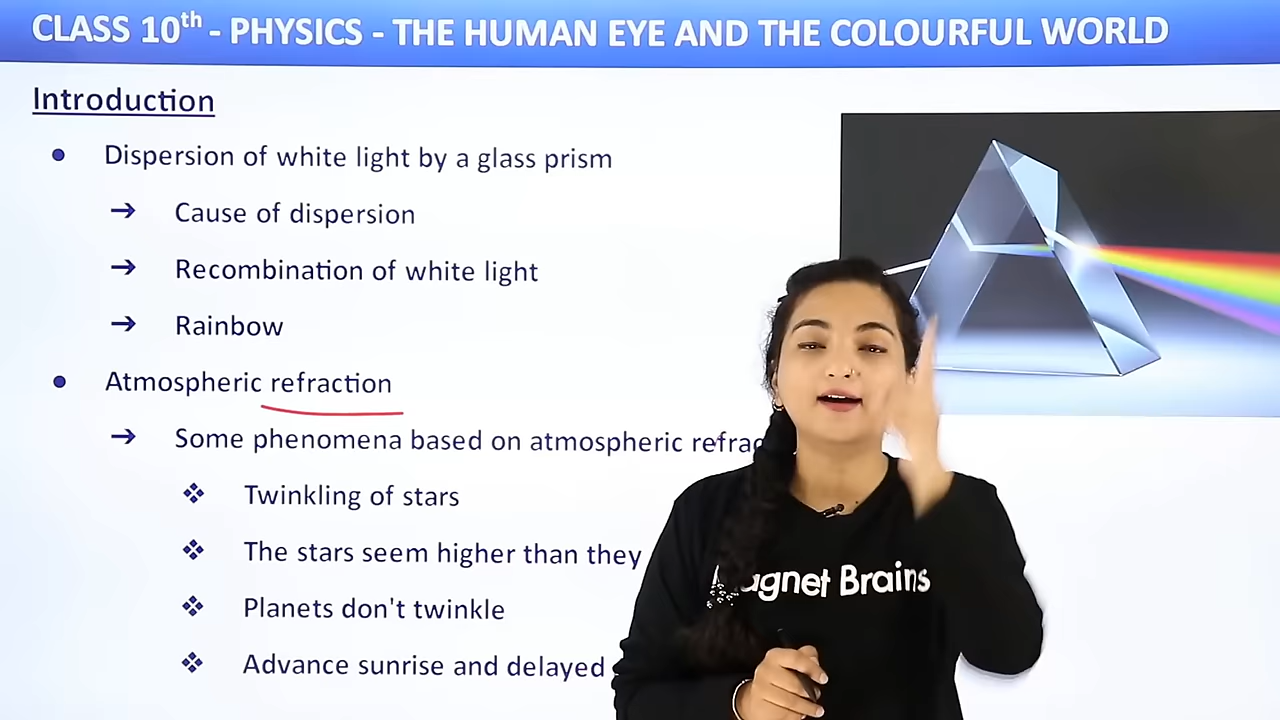 CLASS 10th - PHYSICS - THE HUMAN EYE AND THE COLOURFUL WORLD
Introduction
Dispersion of white light by a glass prism
Cause of dispersion
Recombination of white light
Rainbow
Atmospheric refraction
Some phenomena based on atmospheric
Twinkling of stars
The stars seem higher than they
Planets don't twinkle
Advance sunrise and delayed
Brains